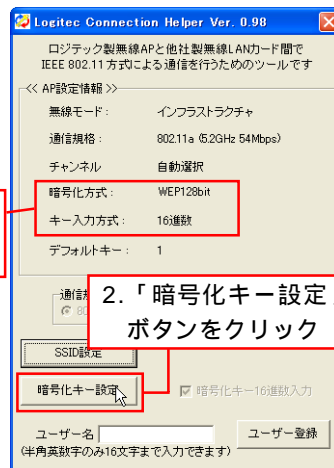 Logitec Connection Helper Ver. 0.98
ロジテック製無線APと他社製無線LANカード間で
IEEE 802.11 方式による通信を行うためのツールです
<< AP設定情報 >>
無線モード : インフラストラクチャ
通信規格 : 802.11a (5.2GHz 54Mbps)
チャンネル 自動選択
暗号化方式 : WEP128bit
キー入力方式 : 16進数
デフォルトキー : 1
通信規
2.「暗号化キー設定」
ボタンをクリック
SSID設定
暗号化キー設定 暗号化キー16進数入力
ユーザー名 ユーザー登録
(半角英数字のみ16文字まで入力できます)